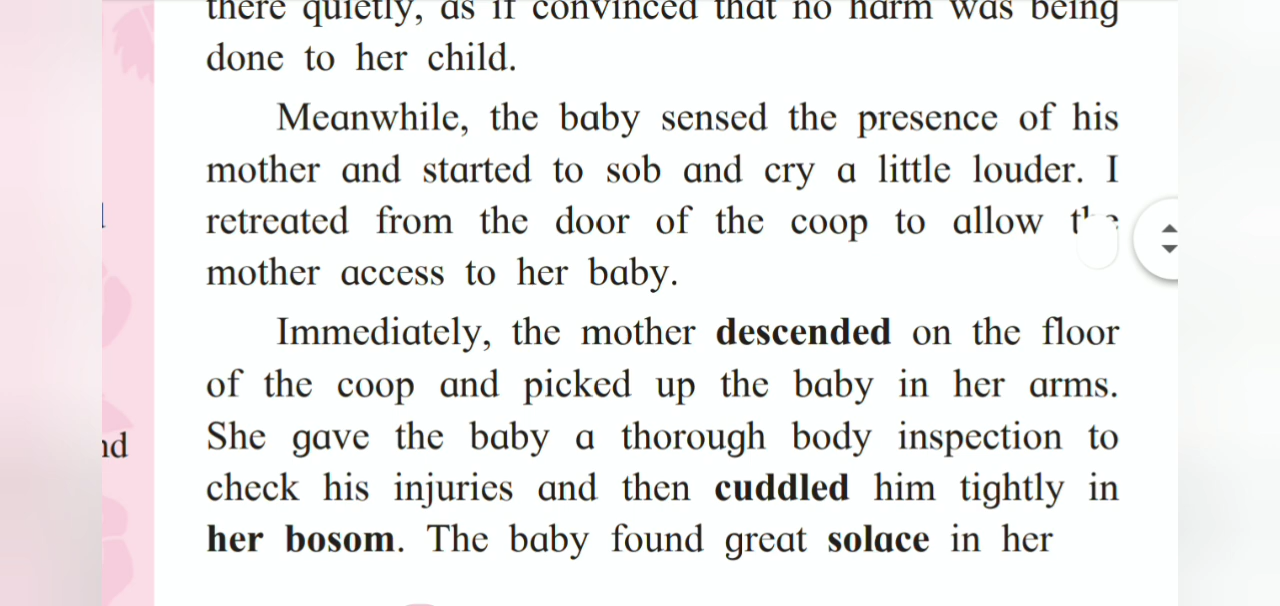 there quietly, as if convinced that no harm was being
done to her child.
Meanwhile, the baby sensed the presence of his
mother and started to sob and cry a little louder. I
retreated from the door of the coop to allow the
mother access to her baby.
Immediately, the mother descended on the floor
of the coop and picked up the baby in her arms.
nd
She gave the baby a thorough body inspection to
check his injuries and then cuddled him tightly in
her bosom. The baby found great solace in her